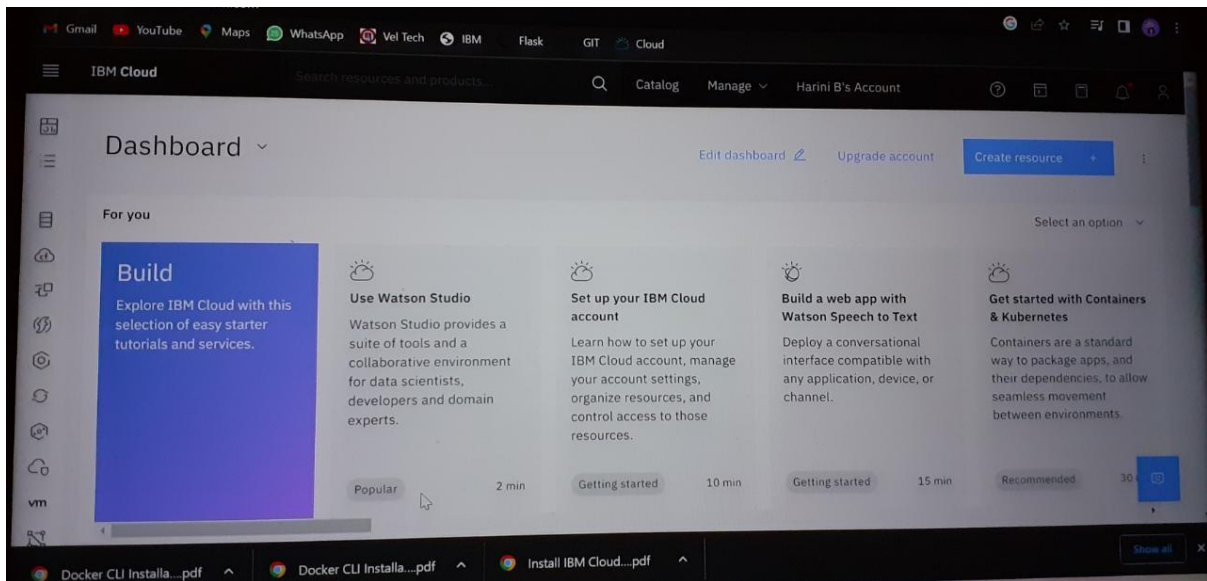 Gmail YouTube Maps WhatsApp Vel Tech IBM Flask GIT Cloud
IBM Cloud Search resources and products... Catalog Manage Harini B's Account
Dashboard Edit dashboard Upgrade account Create resource +
For you Select an option
Build
Explore IBM Cloud with this
selection of easy starter
tutorials and services.
Use Watson Studio
Watson Studio provides a
suite of tools and a
collaborative environment
for data scientists,
developers and domain
experts.
Popular 2 min
Set up your IBM Cloud
account
Learn how to set up your
IBM Cloud account, manage
your account settings,
organize resources, and
control access to those
resources.
Getting started 10 min
Build a web app with
Watson Speech to Text
Deploy a conversational
interface compatible with
any application, device, or
channel.
Getting started 15 min
Get started with Containers
& Kubernetes
Containers are a standard
way to package apps, and
their dependencies, to allow
seamless movement
between environments.
Recommended 30
vm
Docker CLI Installa....pdf Docker CLI Installa....pdf Install IBM Cloud....pdf Show all